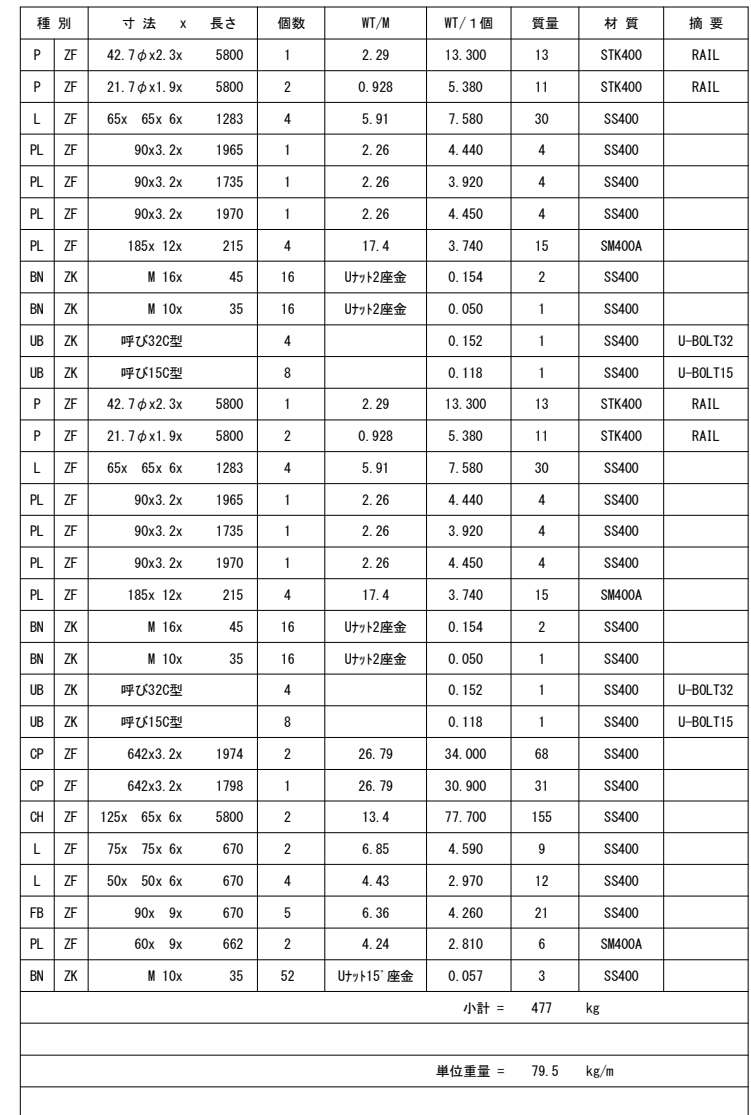 種 別 寸 法 x 長さ 個数 WT/M WT/１個 質量 材 質 摘 要
P ZF 42.7φx2.3x 5800 1 2.29 13.300 13 STK400 RAIL
P ZF 21.7φx1.9x 5800 2 0.928 5.380 11 STK400 RAIL
L ZF 65x 65x 6x 1283 4 5.91 7.580 30 SS400
PL ZF 90x3.2x 1965 1 2.26 4.440 4 SS400
PL ZF 90x3.2x 1735 1 2.26 3.920 4 SS400
PL ZF 90x3.2x 1970 1 2.26 4.450 4 SS400
PL ZF 185x 12x 215 4 17.4 3.740 15 SM400A
BN ZK M 16x 45 16 Uﾅｯﾄ2座金 0.154 2 SS400
BN ZK M 10x 35 16 Uﾅｯﾄ2座金 0.050 1 SS400
UB ZK 呼び32C型 4 0.152 1 SS400 U-BOLT32
UB ZK 呼び15C型 8 0.118 1 SS400 U-BOLT15
P ZF 42.7φx2.3x 5800 1 2.29 13.300 13 STK400 RAIL
P ZF 21.7φx1.9x 5800 2 0.928 5.380 11 STK400 RAIL
L ZF 65x 65x 6x 1283 4 5.91 7.580 30 SS400
PL ZF 90x3.2x 1965 1 2.26 4.440 4 SS400
PL ZF 90x3.2x 1735 1 2.26 3.920 4 SS400
PL ZF 90x3.2x 1970 1 2.26 4.450 4 SS400
PL ZF 185x 12x 215 4 17.4 3.740 15 SM400A
BN ZK M 16x 45 16 Uﾅｯﾄ2座金 0.154 2 SS400
BN ZK M 10x 35 16 Uﾅｯﾄ2座金 0.050 1 SS400
UB ZK 呼び32C型 4 0.152 1 SS400 U-BOLT32
UB ZK 呼び15C型 8 0.118 1 SS400 U-BOLT15
CP ZF 642x3.2x 1974 2 26.79 34.000 68 SS400
CP ZF 642x3.2x 1798 1 26.79 30.900 31 SS400
CH ZF 125x 65x 6x 5800 2 13.4 77.700 155 SS400
L ZF 75x 75x 6x 670 2 6.85 4.590 9 SS400
L ZF 50x 50x 6x 670 4 4.43 2.970 12 SS400
FB ZF 90x 9x 670 5 6.36 4.260 21 SS400
PL ZF 60x 9x 662 2 4.24 2.810 6 SM400A
BN ZK M 10x 35 52 Uﾅｯﾄ15ﾟ座金 0.057 3 SS400
小計 = 477 kg
単位重量 = 79.5 kg/m